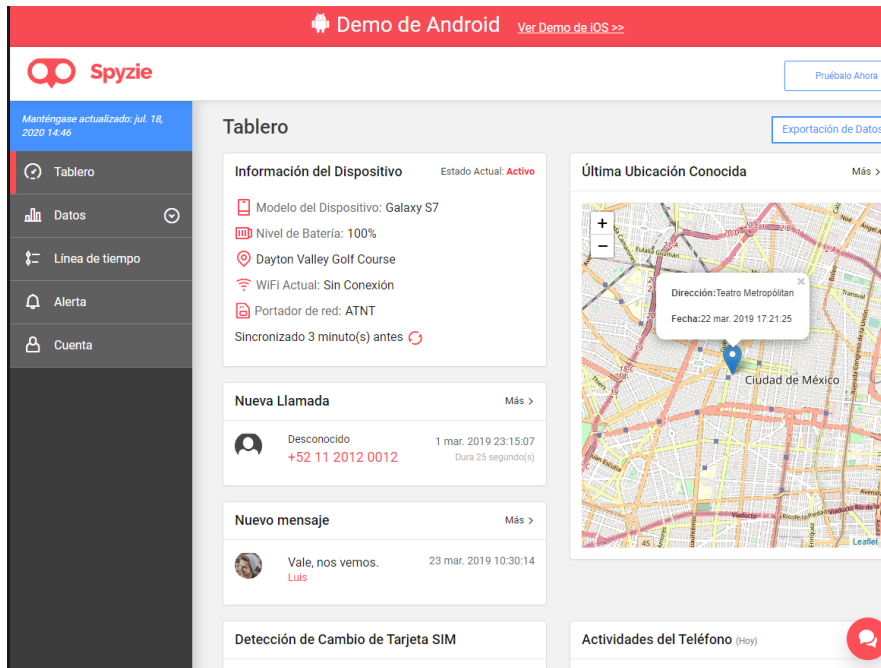 Demo de Android Ver Demo de iOS >>
Spyzie
Pruébalo Ahora
Manténgase actualizado: jul. 18,
2020 14:46
Tablero
Datos
Línea de tiempo
Alerta
Cuenta
Tablero
Exportación de Datos
Información del Dispositivo Estado Actual: Activo
Modelo del Dispositivo: Galaxy S7
Nivel de Batería: 100%
Dayton Valley Golf Course
WiFi Actual: Sin Conexión
Portador de red: ATNT
Sincronizado 3 minuto(s) antes
Nueva Llamada Más >
Desconocido 1 mar. 2019 23:15:07
+52 11 2012 0012 Dura 25 segundo(s)
Nuevo mensaje Más >
Vale, nos vemos. 23 mar. 2019 10:30:14
Luis
Detección de Cambio de Tarjeta SIM
Última Ubicación Conocida Más >
+
−
Dirección:Teatro Metropólitan ×
Fecha:22 mar. 2019 17:21:25
Ciudad de México
Viaducto
Leaflet
Actividades del Teléfono (Hoy)